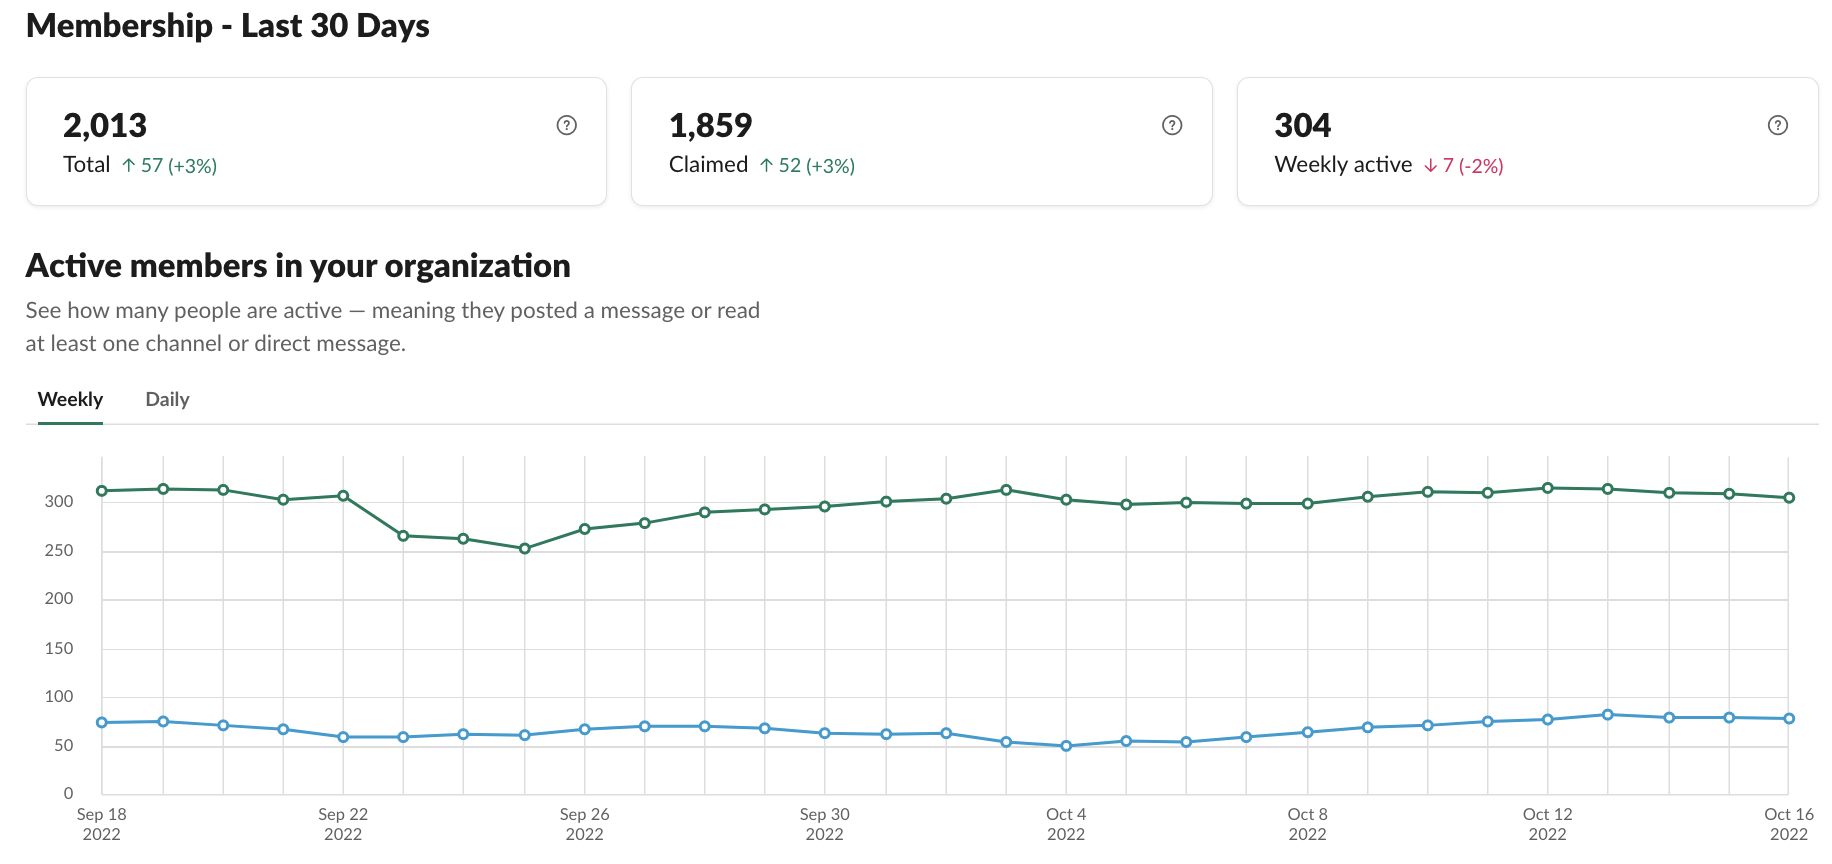 Membership - Last 30 Days
2,013
Total ↑ 57 (+3%)
1,859
Claimed ↑ 52 (+3%)
304
Weekly active ↓ 7 (-2%)
Active members in your organization
See how many people are active — meaning they posted a message or read
at least one channel or direct message.
Weekly Daily
300
250
200
150
100
50
0
Sep 18 2022
Sep 22 2022
Sep 26 2022
Sep 30 2022
Oct 4 2022
Oct 8 2022
Oct 12 2022
Oct 16 2022